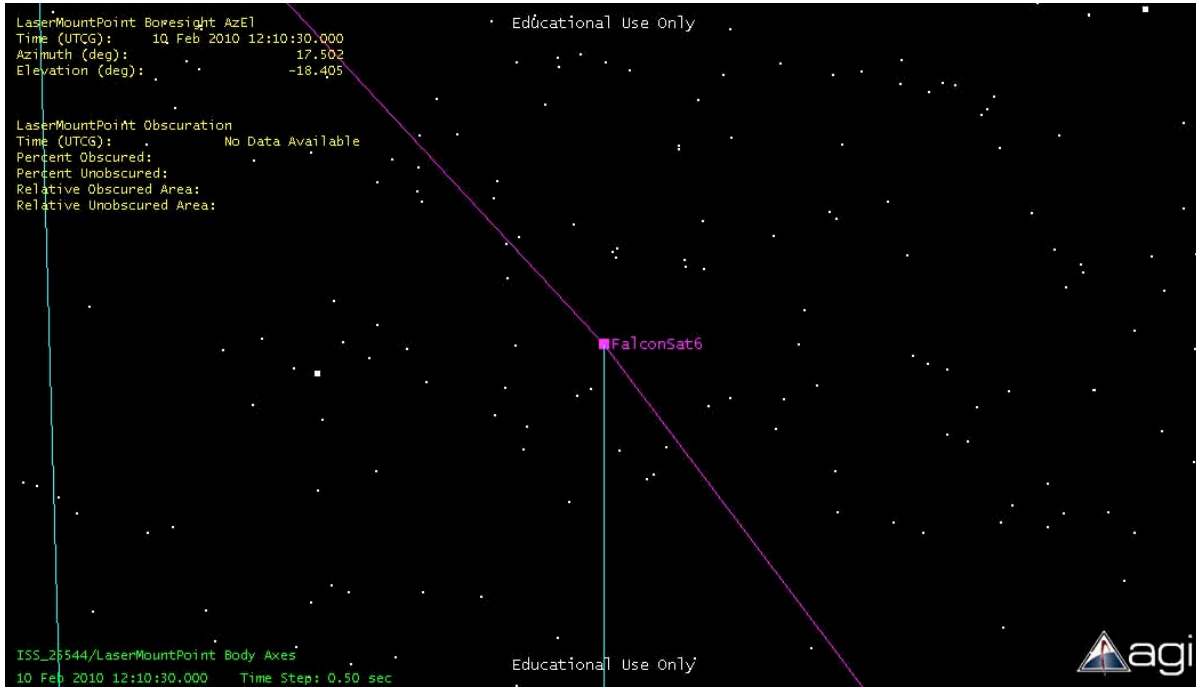 LaserMountPoint Boresight AzEl
Time (UTCG): 10 Feb 2010 12:10:30.000
Azimuth (deg): 17.502
Elevation (deg): -18.405
Educational Use Only
LaserMountPoint Obscuration
Time (UTCG): No Data Available
Percent Obscured:
Percent Unobscured:
Relative Obscured Area:
Relative Unobscured Area:
FalconSat6
ISS_25544/LaserMountPoint Body Axes
10 Feb 2010 12:10:30.000 Time Step: 0.50 sec
Educational Use Only
agi